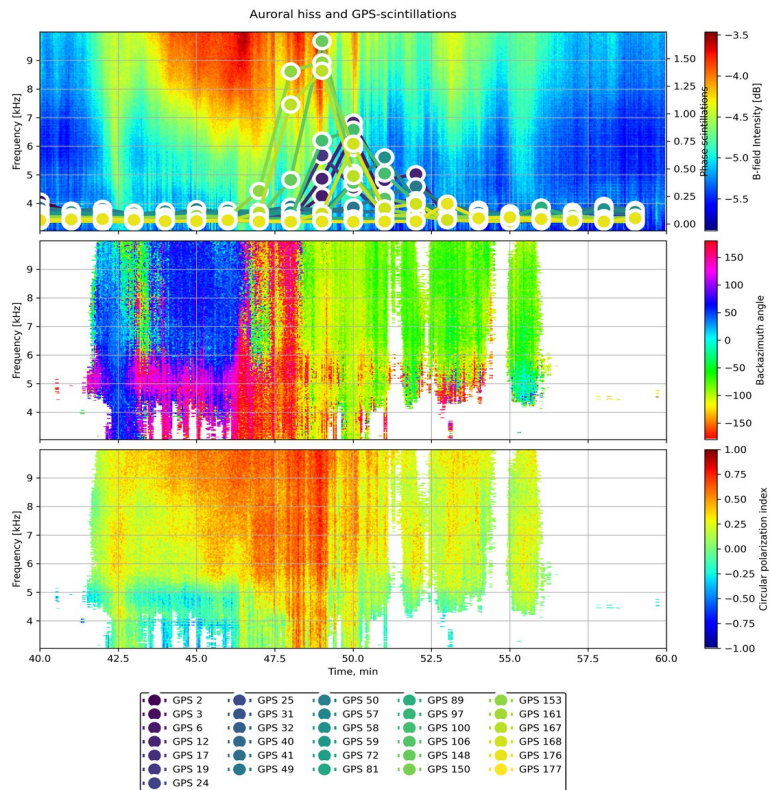 Auroral hiss and GPS-scintillations
Frequency [kHz]
9
8
7
6
5
4
1.50
1.25
1.00
0.75
0.50
0.25
0.00
Phase scintillations
−3.5
−4.0
−4.5
−5.0
−5.5
B-field Intensity [dB]
Frequency [kHz]
9
8
7
6
5
4
150
100
50
0
−50
−100
−150
Backazimuth angle
Frequency [kHz]
9
8
7
6
5
4
1.00
0.75
0.50
0.25
0.00
−0.25
−0.50
−0.75
−1.00
Circular polarization index
40.0 42.5 45.0 47.5 50.0 52.5 55.0 57.5 60.0
Time, min
GPS 2 GPS 25 GPS 50 GPS 89 GPS 153
GPS 3 GPS 31 GPS 57 GPS 97 GPS 161
GPS 6 GPS 32 GPS 58 GPS 100 GPS 167
GPS 12 GPS 40 GPS 59 GPS 106 GPS 168
GPS 17 GPS 41 GPS 72 GPS 148 GPS 176
GPS 19 GPS 49 GPS 81 GPS 150 GPS 177
GPS 24